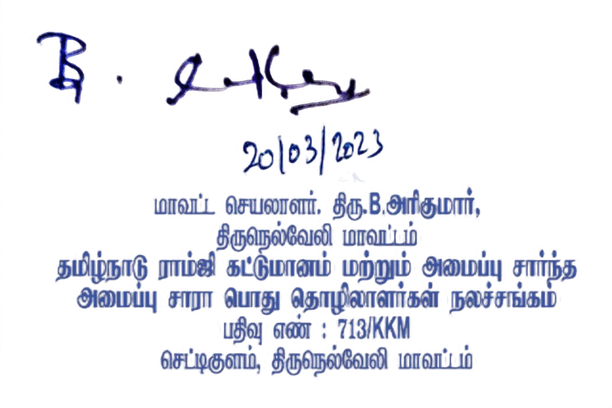 B.
20/03/2023
மாவட்ட செயலாளர். திரு.B.அரிகுமார்,
திருநெல்வேலி மாவட்டம்
தமிழ்நாடு ராம்ஜி கட்டுமானம் மற்றும் அமைப்பு சார்ந்த
அமைப்பு சாரா பொது தொழிலாளர்கள் நலச்சங்கம்
பதிவு எண் : 713/KKM
செட்டிகுளம், திருநெல்வேலி மாவட்டம்